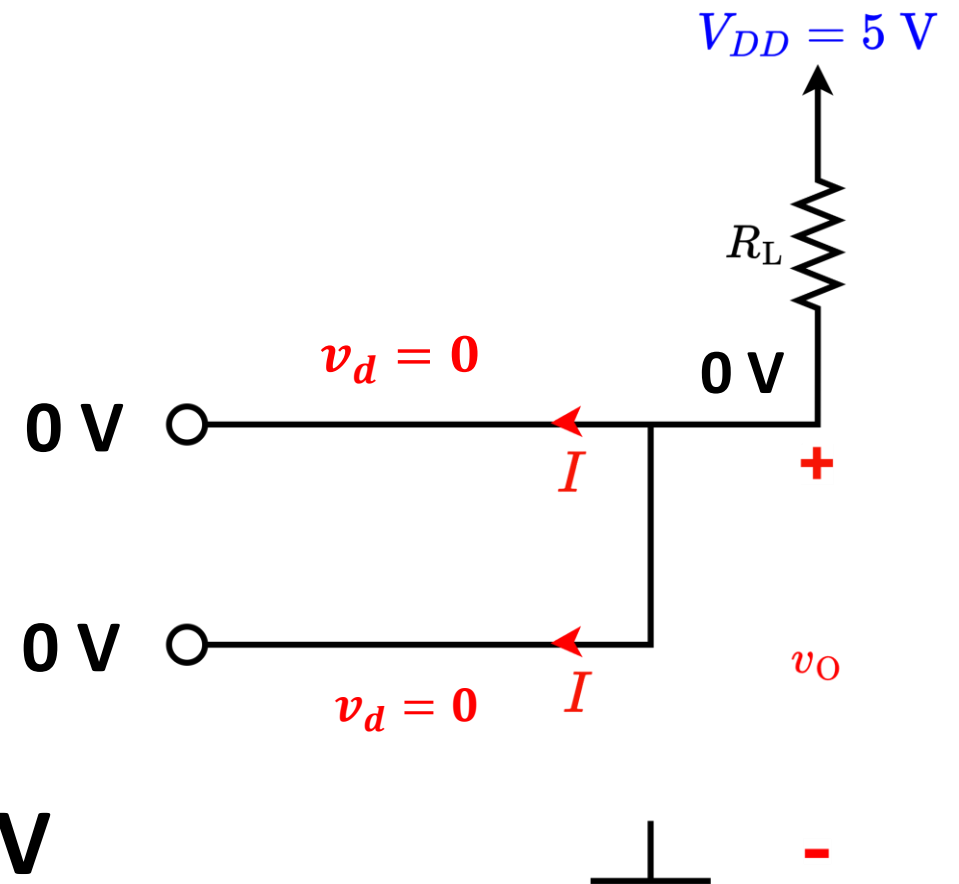 V_DD = 5 V
R_L
v_d = 0
0 V
0 V
+
I
0 V
v_O
I
v_d = 0
V
-